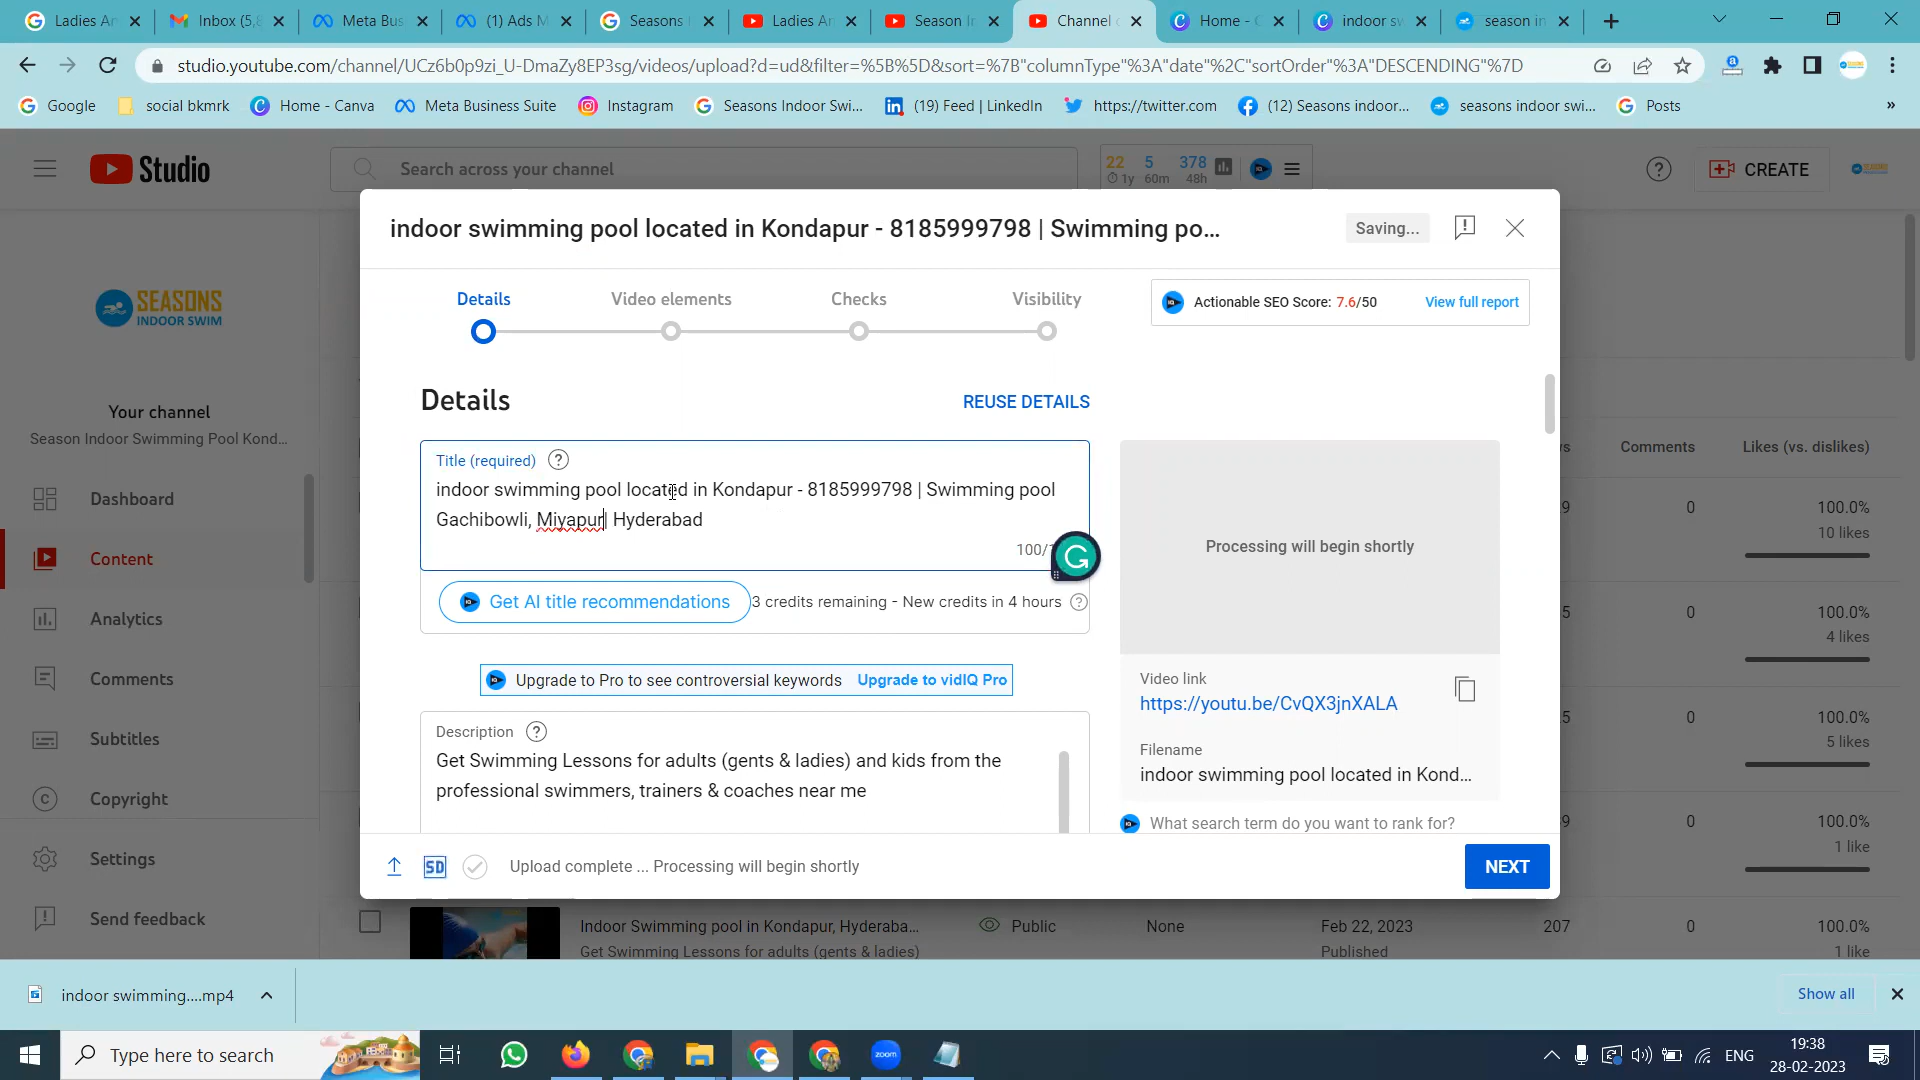 Ladies An
Inbox (5,8
Meta Bus
(1) Ads M
Seasons
Ladies An
Season In
Channel c
Home - C
indoor sw
season in
studio.youtube.com/channel/UCz6b0p9zi_U-DmaZy8EP3sg/videos/upload?d=ud&filter=%5B%5D&sort=%7B"columnType"%3A"date"%2C"sortOrder"%3A"DESCENDING"%7D
Google
social bkmrk
Home - Canva
Meta Business Suite
Instagram
Seasons Indoor Swi...
(19) Feed | LinkedIn
https://twitter.com
(12) Seasons indoor...
seasons indoor swi...
Posts
»
Studio
Search across your channel
22 5 378
1y 60m 48h
CREATE
indoor swimming pool located in Kondapur - 8185999798 | Swimming po...
Saving...
Details
Video elements
Checks
Visibility
Actionable SEO Score: 7.6/50
View full report
SEASONS
INDOOR SWIM
Your channel
Season Indoor Swimming Pool Kond...
Content
Dashboard
Analytics
Comments
Subtitles
Copyright
Settings
Send feedback
Details
REUSE DETAILS
Title (required)
indoor swimming pool located in Kondapur - 8185999798 | Swimming pool
Gachibowli, Miyapur| Hyderabad
100/1
Get AI title recommendations
3 credits remaining - New credits in 4 hours
Upgrade to Pro to see controversial keywords
Upgrade to vidIQ Pro
Description
Get Swimming Lessons for adults (gents & ladies) and kids from the
professional swimmers, trainers & coaches near me
Processing will begin shortly
Video link
https://youtu.be/CvQX3jnXALA
Filename
indoor swimming pool located in Kond...
What search term do you want to rank for?
SD
Upload complete ... Processing will begin shortly
NEXT
Comments
Likes (vs. dislikes)
9
0
100.0%
10 likes
5
0
100.0%
4 likes
5
0
100.0%
5 likes
9
0
100.0%
1 like
Indoor Swimming pool in Kondapur, Hyderaba...
Get Swimming Lessons for adults (gents & ladies)
Public
None
Feb 22, 2023
Published
207
0
100.0%
1 like
indoor swimming....mp4
Show all
Type here to search
zoom
ENG
19:38
28-02-2023